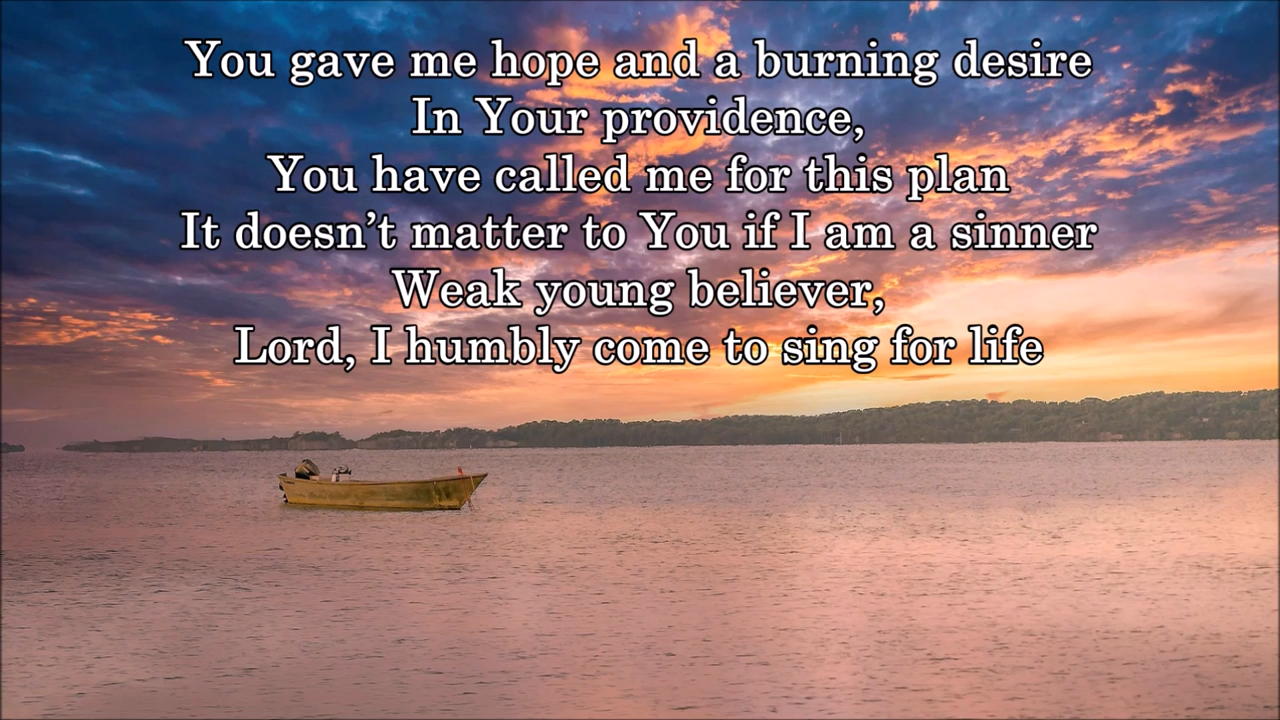 You gave me hope and a burning desire
In Your providence,
You have called me for this plan
It doesn’t matter to You if I am a sinner
Weak young believer,
Lord, I humbly come to sing for life